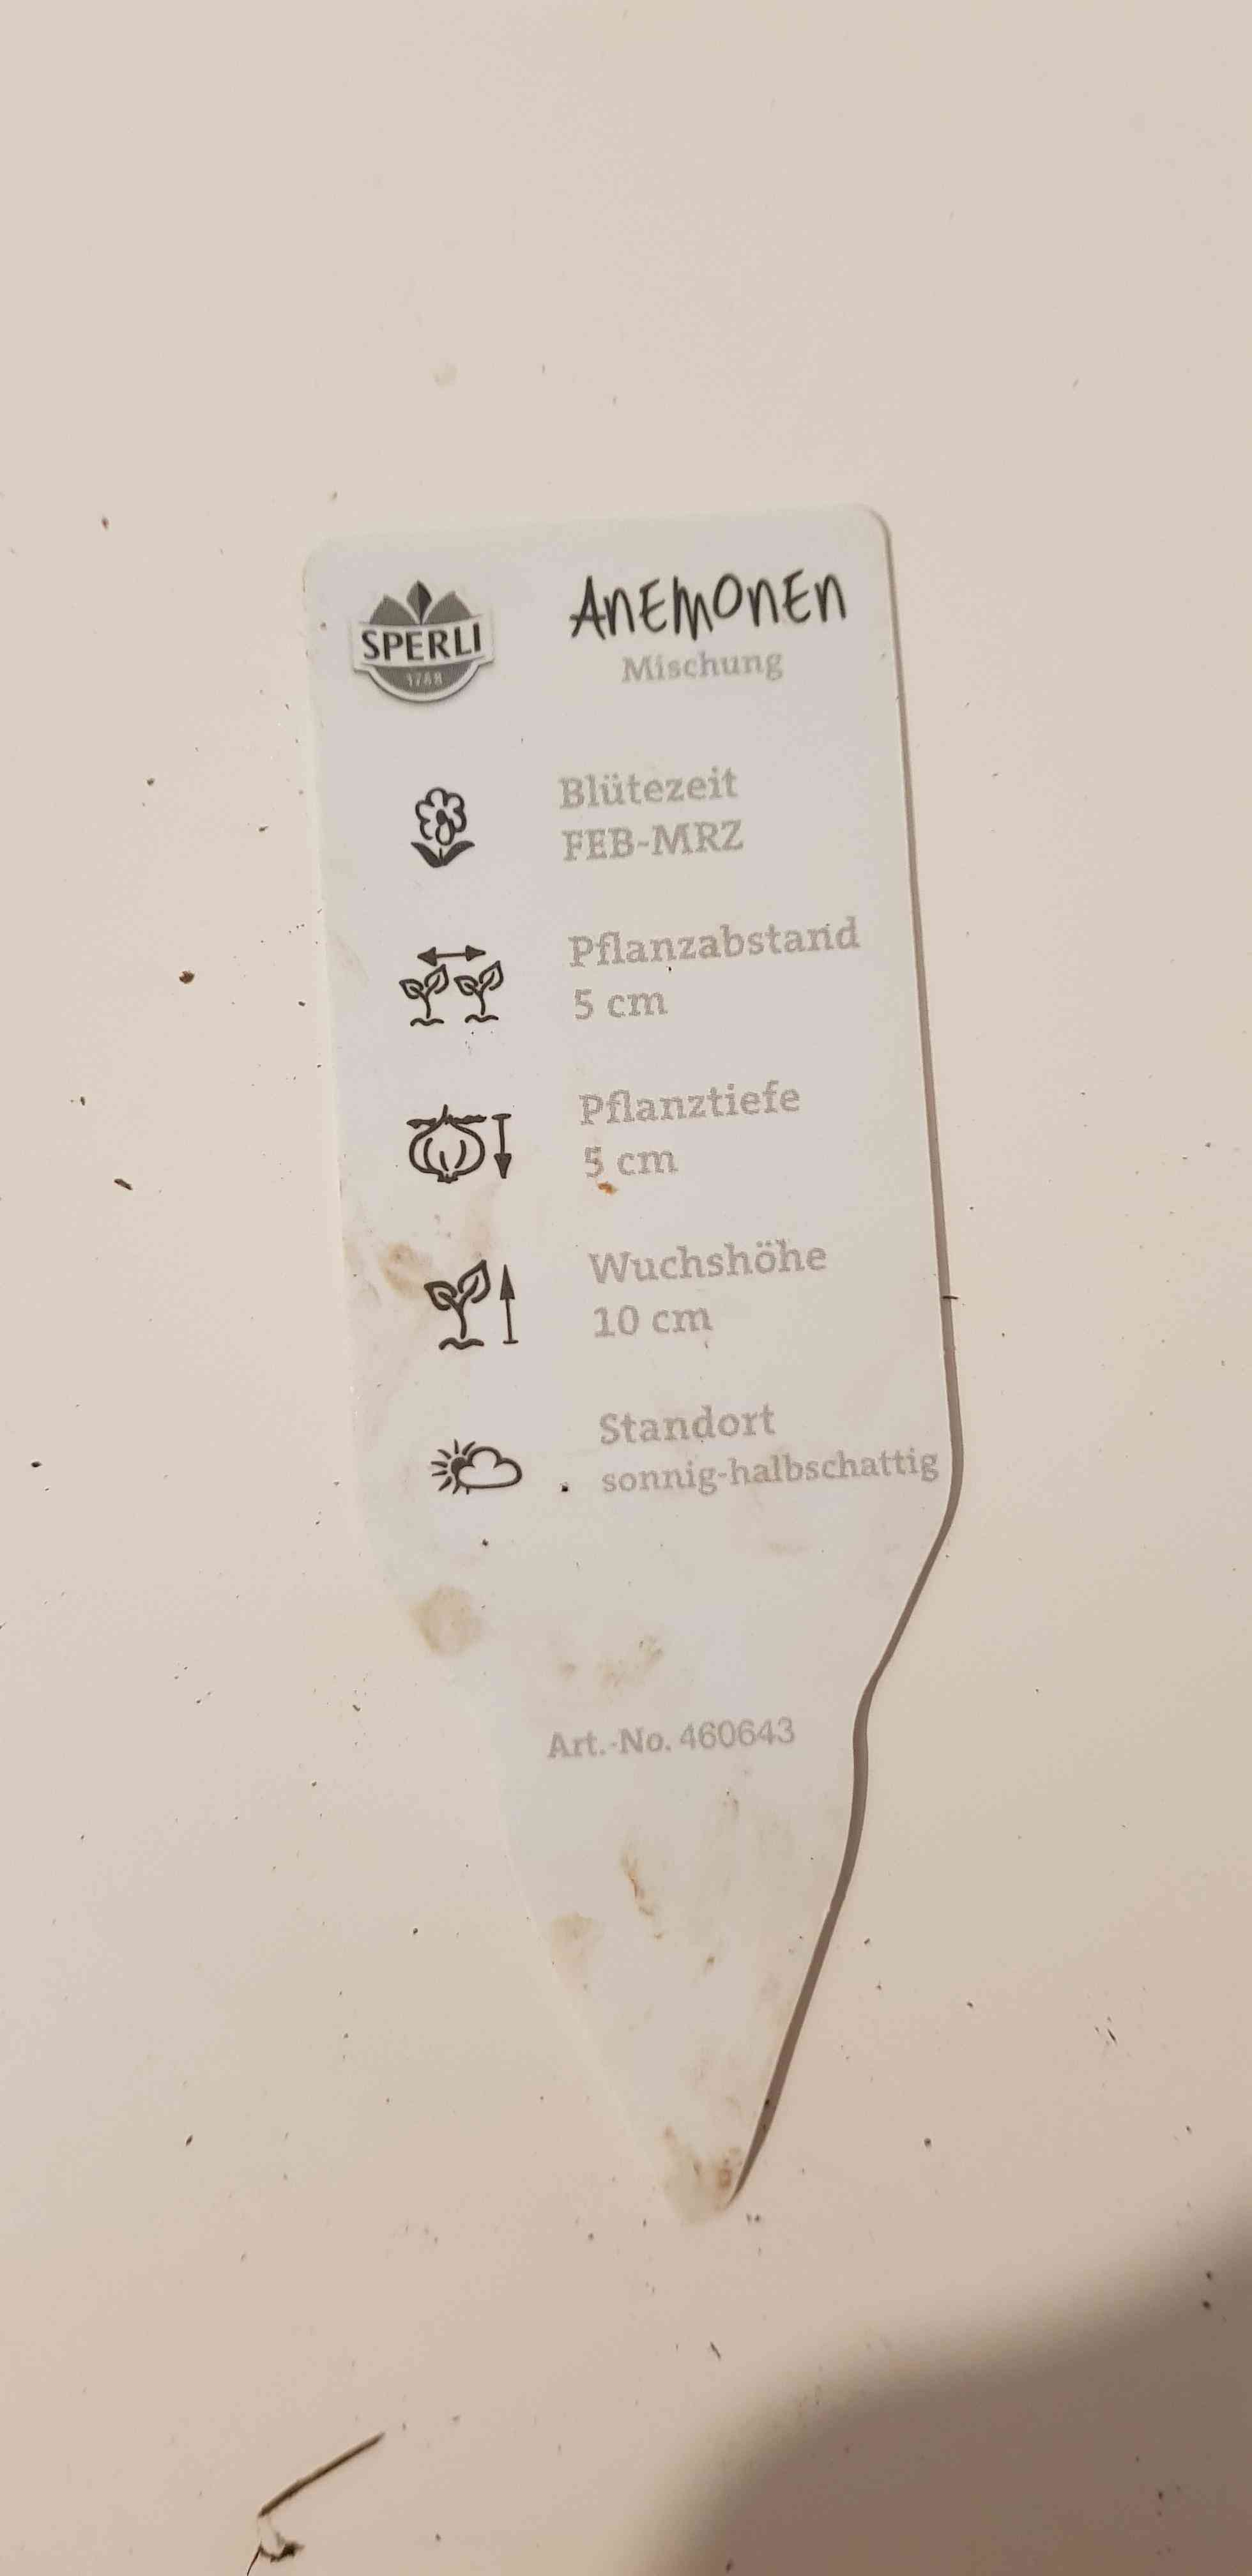 SPERLI
1788
AnEmOnEn
Mischung
Blütezeit
FEB-MRZ
Pflanzabstand
5 cm
Pflanztiefe
5 cm
Wuchshöhe
10 cm
Standort
sonnig-halbschattig
Art.-No. 460643